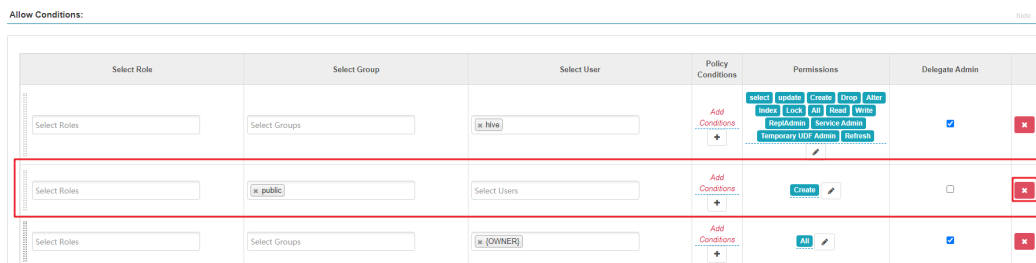 Allow Conditions:
hide
Select Role
Select Group
Select User
Policy
Conditions
Permissions
Delegate Admin
Select Roles
Select Groups
× hive
Add
Conditions
+
select update Create Drop Alter
Index Lock All Read Write
ReplAdmin Service Admin
Temporary UDF Admin Refresh
×
Select Roles
× public
Select Users
Add
Conditions
+
Create
×
Select Roles
Select Groups
× {OWNER}
Add
Conditions
+
All
×